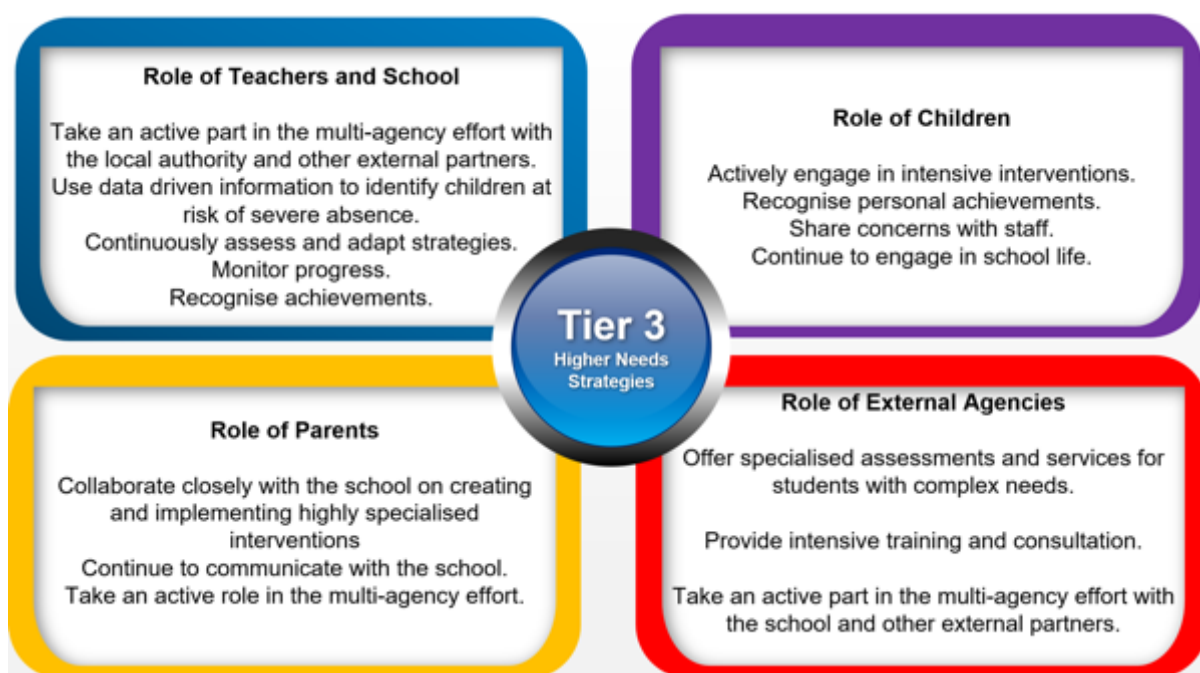 Role of Teachers and School
Take an active part in the multi-agency effort with
the local authority and other external partners.
Use data driven information to identify children at
risk of severe absence.
Continuously assess and adapt strategies.
Monitor progress.
Recognise achievements.
Role of Children
Actively engage in intensive interventions.
Recognise personal achievements.
Share concerns with staff.
Continue to engage in school life.
Tier 3
Higher Needs
Strategies
Role of Parents
Collaborate closely with the school on creating
and implementing highly specialised
interventions
Continue to communicate with the school.
Take an active role in the multi-agency effort.
Role of External Agencies
Offer specialised assessments and services for
students with complex needs.
Provide intensive training and consultation.
Take an active part in the multi-agency effort with
the school and other external partners.